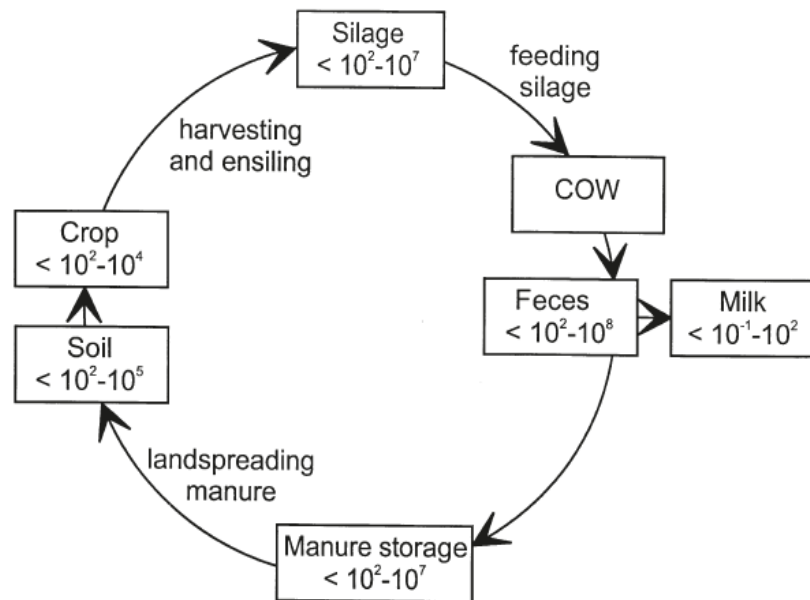 Silage
< 10²-10⁷
feeding
silage
harvesting
and ensiling
COW
Crop
< 10²-10⁴
Feces
< 10²-10⁸
Milk
< 10⁻¹-10²
Soil
< 10²-10⁵
landspreading
manure
Manure storage
< 10²-10⁷